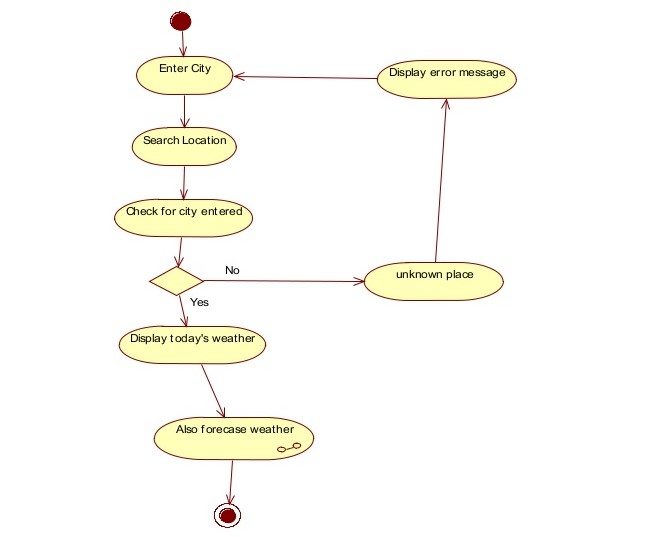 Enter City
Display error message
Search Location
Check for city entered
No
unknown place
Yes
Display today's weather
Also forecase weather